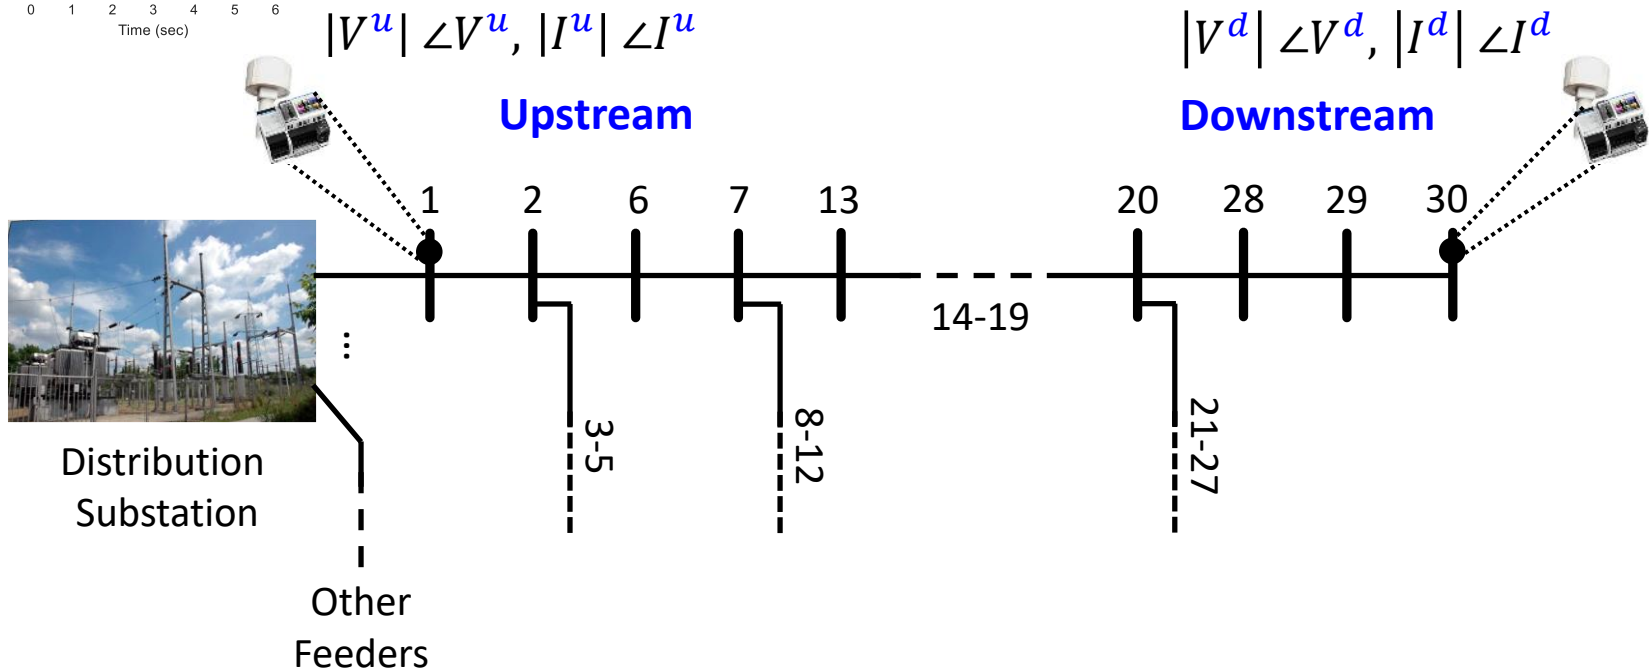 0 1 2 3 4 5 6
Time (sec)
|V^u| ∠V^u, |I^u| ∠I^u
|V^d| ∠V^d, |I^d| ∠I^d
Upstream
Downstream
1 2 6 7 13 20 28 29 30
14-19
...
3-5
8-12
21-27
Distribution
Substation
Other
Feeders